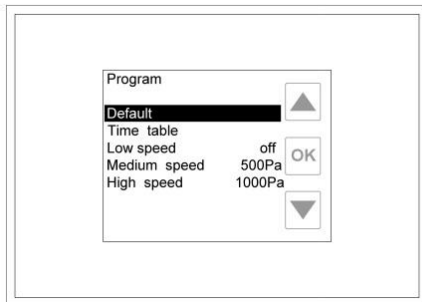 Program
Default
Time table
Low speed off
Medium speed 500Pa
High speed 1000Pa
OK